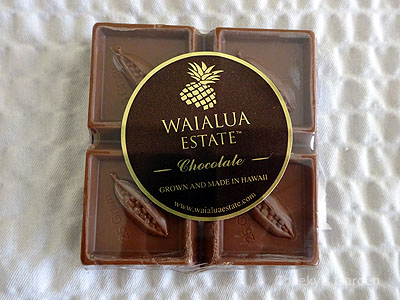 WAIALUA
ESTATE™
Chocolate
GROWN AND MADE IN HAWAII
www.waialuaestate.com